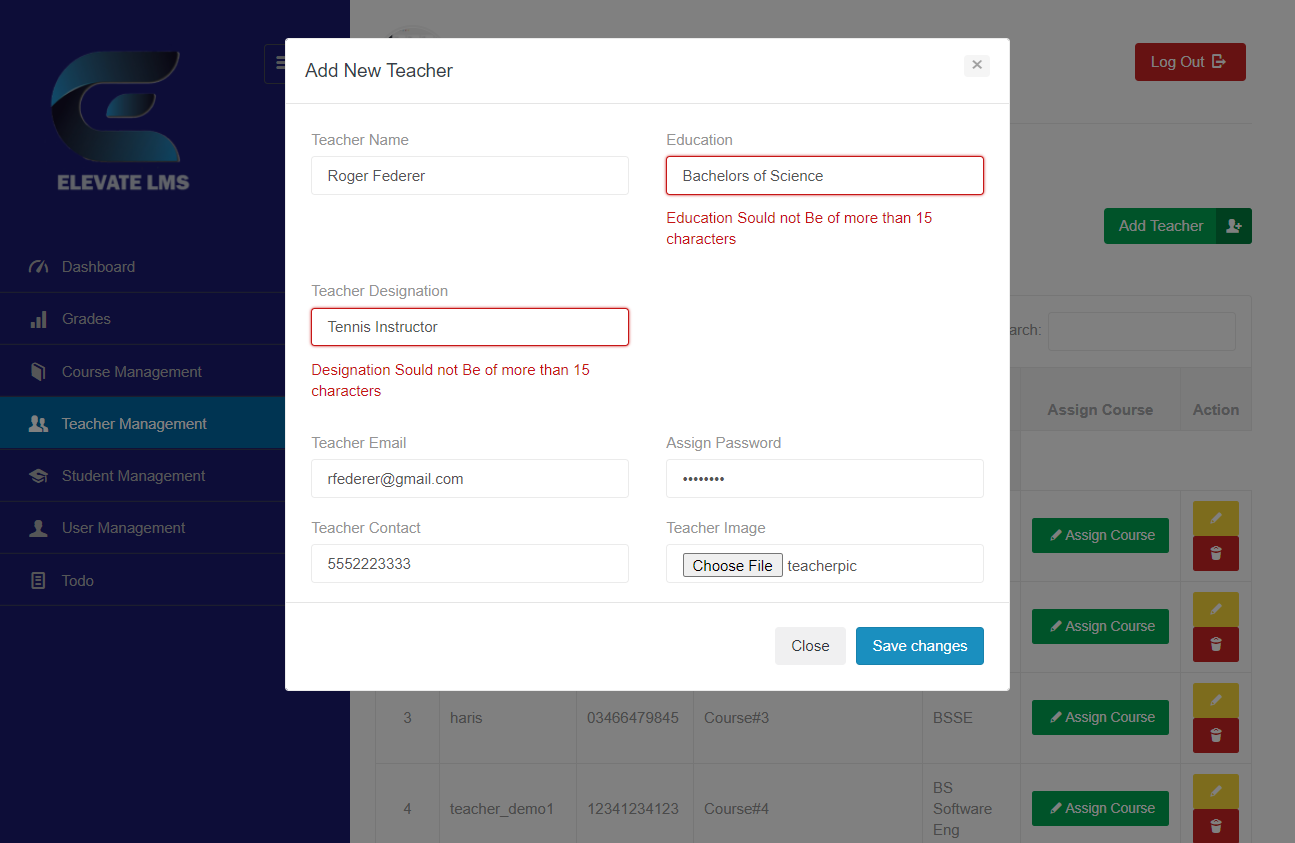 ELEVATE LMS
Dashboard
Grades
Course Management
Teacher Management
Student Management
User Management
Todo
Log Out
Add Teacher
Add New Teacher
×
Teacher Name
Roger Federer
Education
Bachelors of Science
Education Sould not Be of more than 15
characters
Teacher Designation
Tennis Instructor
Designation Sould not Be of more than 15
characters
Teacher Email
rfederer@gmail.com
Assign Password
••••••••
Teacher Contact
5552223333
Teacher Image
Choose File teacherpic
Close
Save changes
arch:
Assign Course Action
Assign Course
Assign Course
3 haris 03466479845 Course#3 BSSE Assign Course
4 teacher_demo1 12341234123 Course#4 BS Software Eng Assign Course